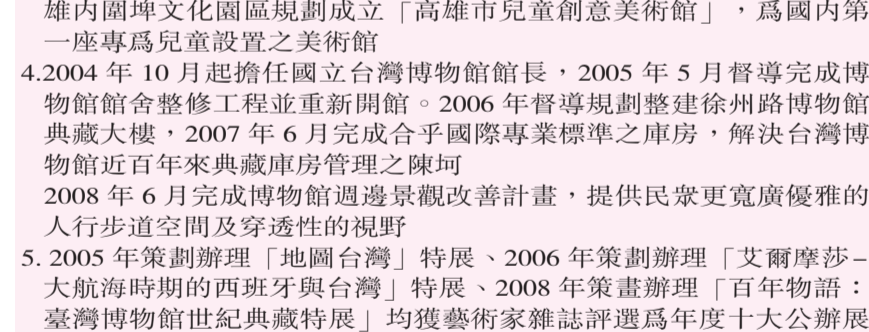 雄內圍埤文化園區規劃成立「高雄市兒童創意美術館」，爲國內第
一座專爲兒童設置之美術館
4.2004 年 10 月起擔任國立台灣博物館館長，2005 年 5 月督導完成博
物館館舍整修工程並重新開館。2006 年督導規劃整建徐州路博物館
典藏大樓，2007 年 6 月完成合乎國際專業標準之庫房，解決台灣博
物館近百年來典藏庫房管理之陳坷
2008 年 6 月完成博物館週邊景觀改善計畫，提供民眾更寬廣優雅的
人行步道空間及穿透性的視野
5. 2005 年策劃辦理「地圖台灣」特展、2006 年策劃辦理「艾爾摩莎–
大航海時期的西班牙與台灣」特展、2008 年策畫辦理「百年物語：
臺灣博物館世紀典藏特展」均獲藝術家雜誌評選爲年度十大公辦展